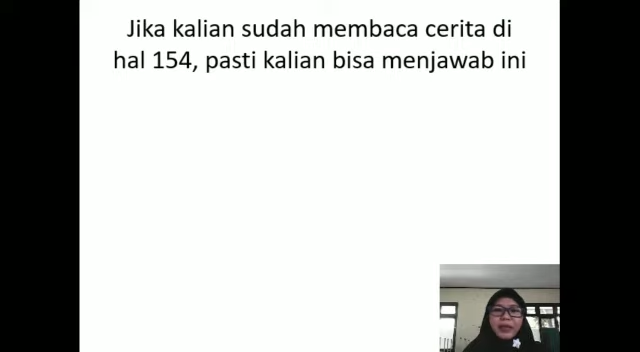 Jika kalian sudah membaca cerita di
hal 154, pasti kalian bisa menjawab ini